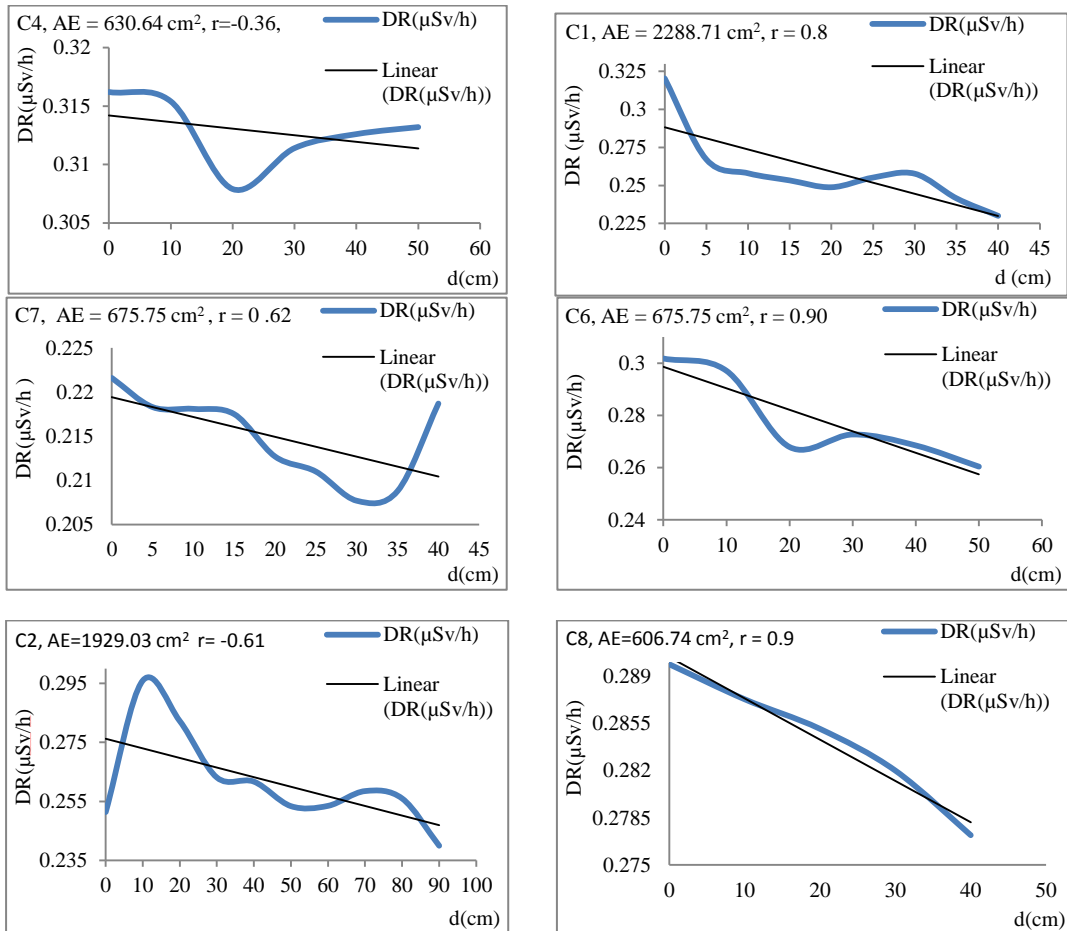 C4, AE = 630.64 cm², r=-0.36,
DR(µSv/h)
Linear
(DR(µSv/h))
DR(µSv/h)
0.32
0.315
0.31
0.305
0 10 20 30 40 50 60
d(cm)
C1, AE = 2288.71 cm², r = 0.8
DR(µSv/h)
Linear
(DR(µSv/h))
DR (µSv/h)
0.325
0.3
0.275
0.25
0.225
0 5 10 15 20 25 30 35 40 45
d (cm)
C7, AE = 675.75 cm² , r = 0 .62
DR(µSv/h)
Linear
(DR(µSv/h))
DR(µSv/h )
0.225
0.22
0.215
0.21
0.205
0 5 10 15 20 25 30 35 40 45
d(cm)
C6, AE = 675.75 cm², r = 0.90
DR(µSv/h)
Linear
(DR(µSv/h))
DR(µSv/h)
0.3
0.28
0.26
0.24
0 10 20 30 40 50 60
d(cm)
C2, AE=1929.03 cm² r= -0.61
DR(µSv/h)
Linear
(DR(µSv/h))
DR(µSv/h)
0.295
0.275
0.255
0.235
0 10 20 30 40 50 60 70 80 90 100
d(cm)
C8, AE=606.74 cm², r = 0.9
DR(µSv/h)
Linear
(DR(µSv/h))
DR(µSv/h)
0.289
0.2855
0.282
0.2785
0.275
0 10 20 30 40 50
d(cm)